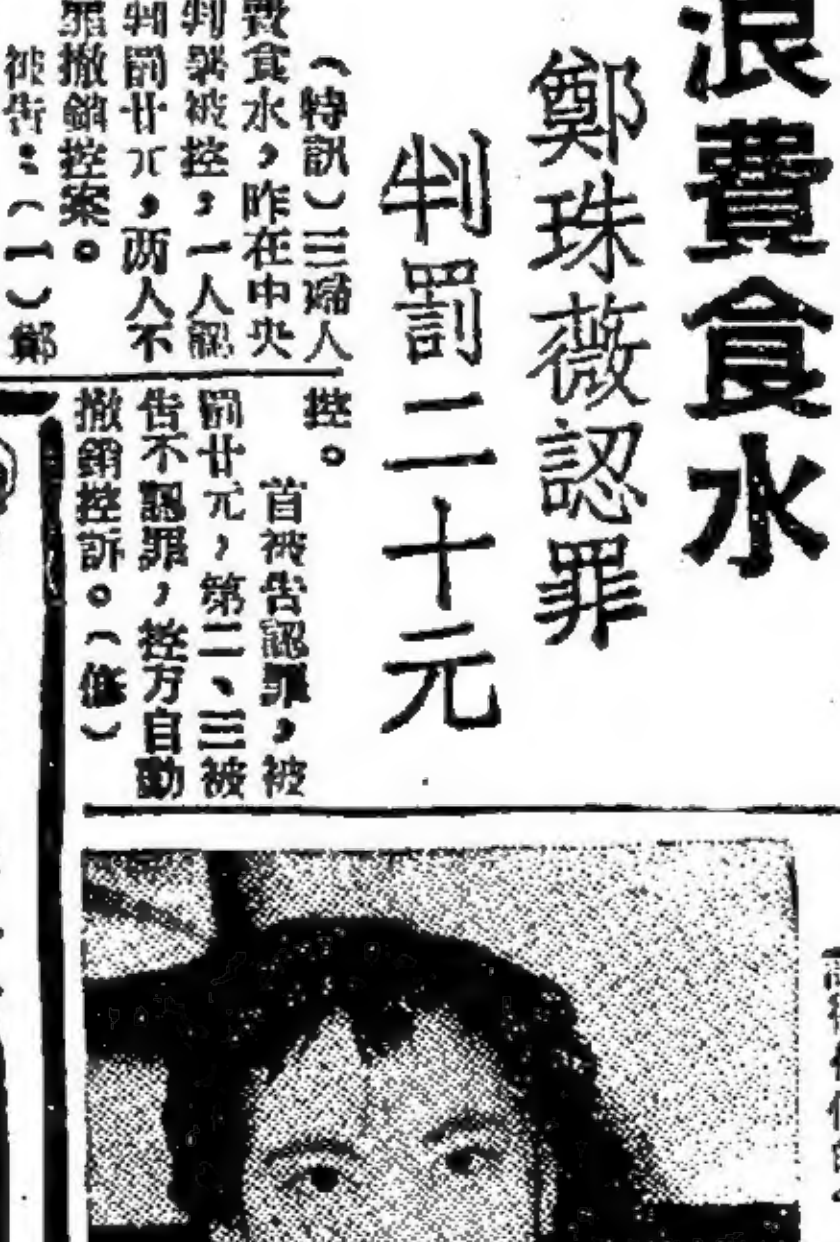 浪費食水
鄭珠薇認罪
判罰二十元
（特訊）三婦人
費食水，昨在中央
判署被控，一人認
判罰廿元，两人不
罪撤銷控案。
被告：（一）鄭
控。
首被告認罪，被
罰廿元，第二、三被
告不認罪，控方自動
撤銷控訴。（條）